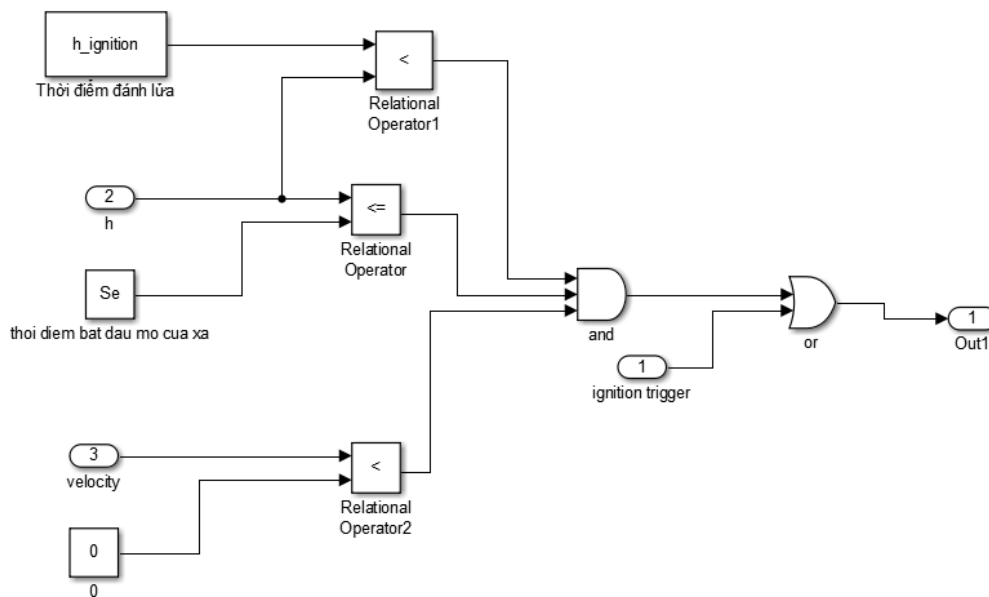 h_ignition
Thời điểm đánh lửa
<
Relational
Operator1
2
h
<=
Relational
Operator
Se
thoi diem bat dau mo cua xa
and
or
1
Out1
1
ignition trigger
3
velocity
<
Relational
Operator2
0
0